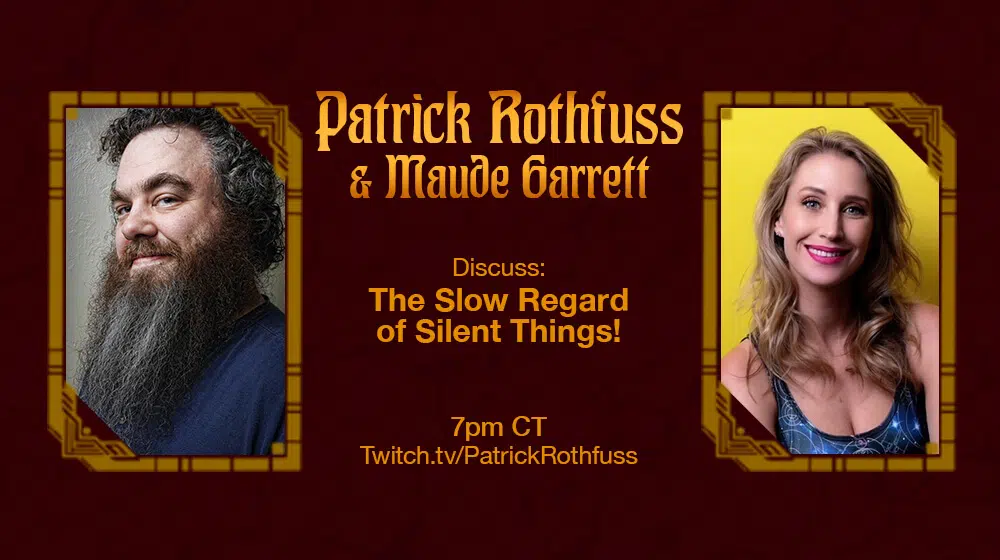 Patrick Rothfuss
& Maude Garrett
Discuss:
The Slow Regard
of Silent Things!
7pm CT
Twitch.tv/PatrickRothfuss